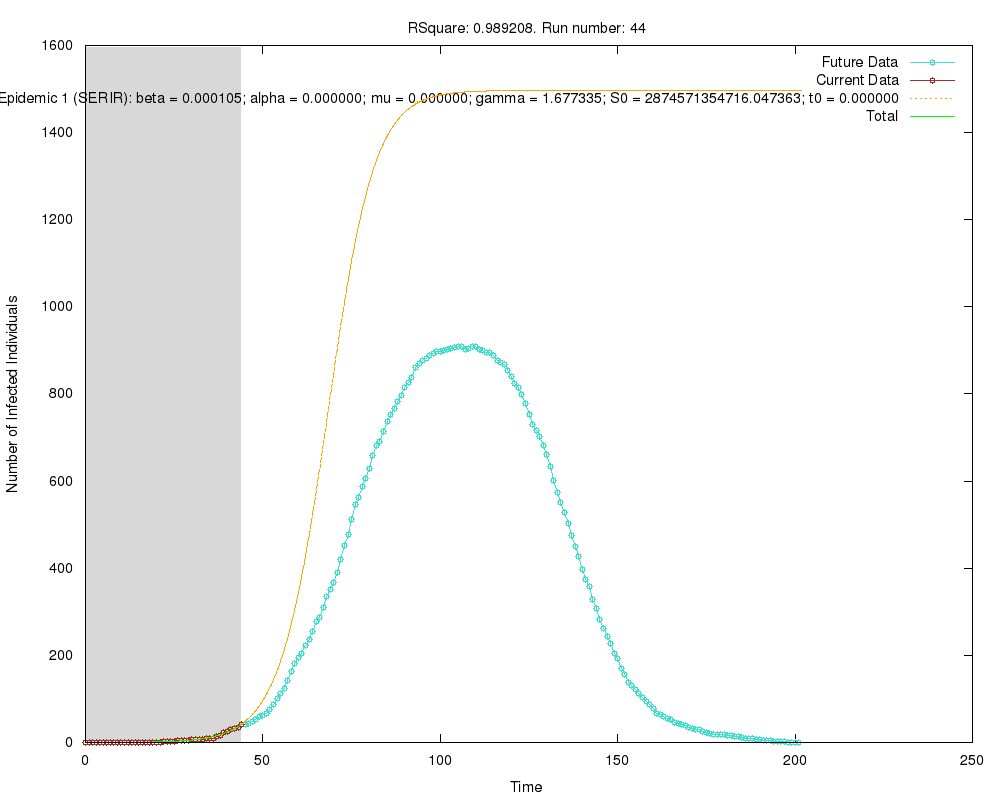 RSquare: 0.989208. Run number: 44
1600
1400
1200
1000
800
600
400
200
0
0
50
100
150
200
250
Number of Infected Individuals
Time
Future Data
Current Data
Epidemic 1 (SERIR): beta = 0.000105; alpha = 0.000000; mu = 0.000000; gamma = 1.677335; S0 = 2874571354716.047363; t0 = 0.000000
Total